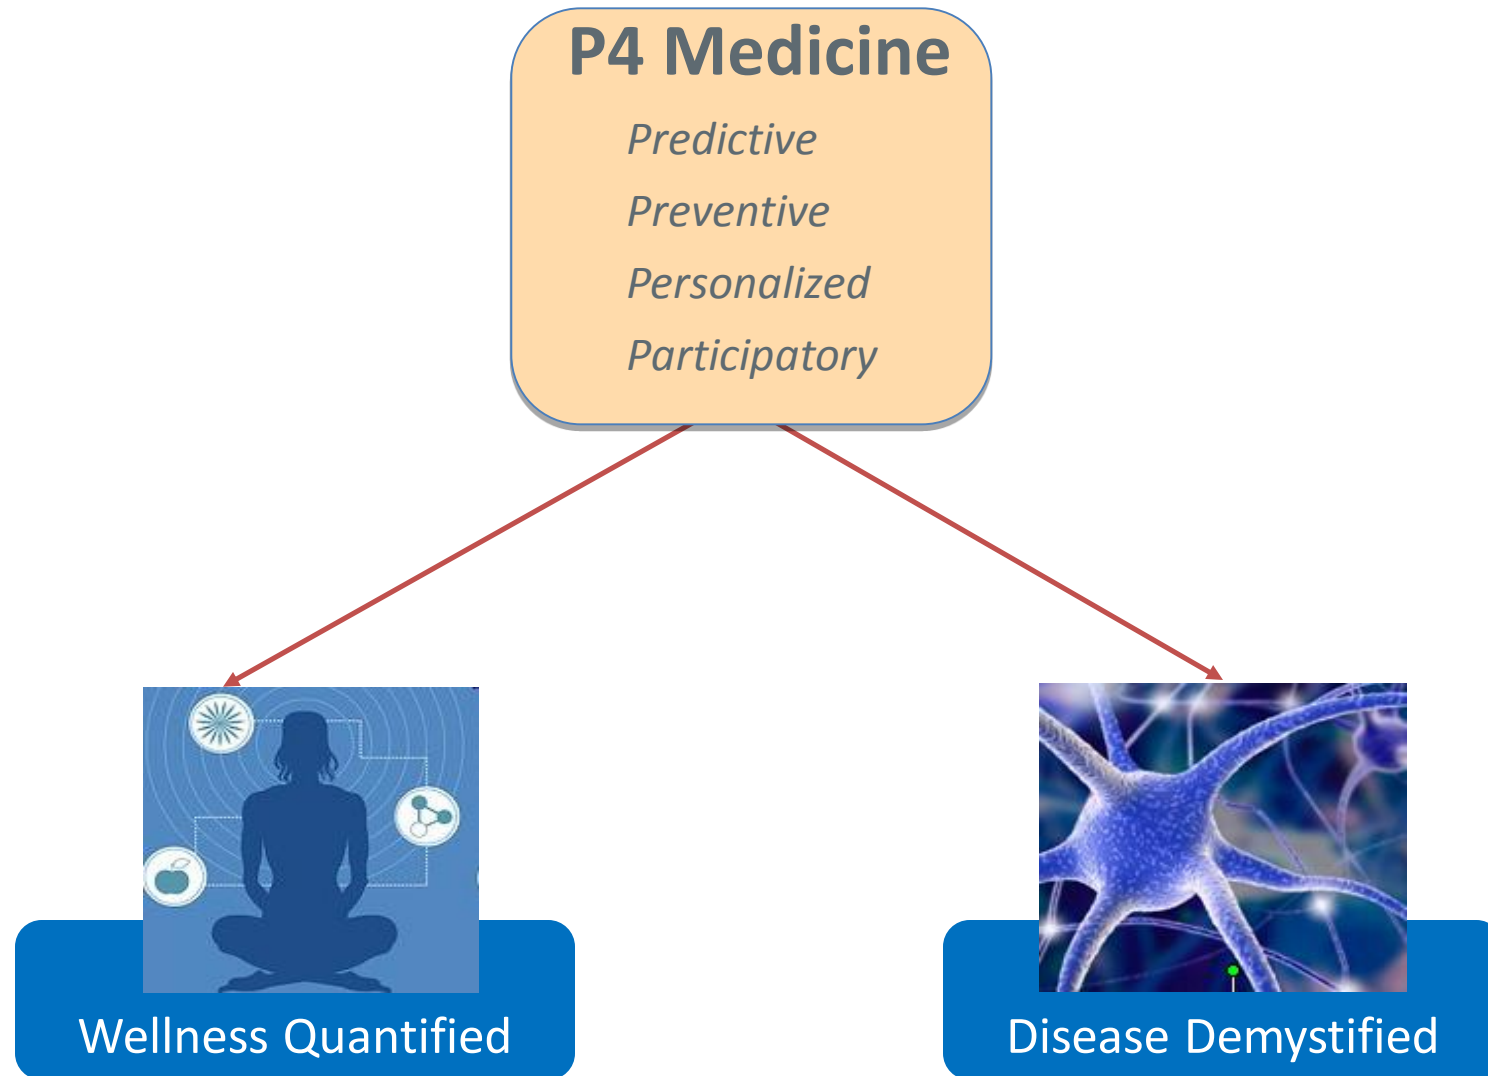 P4 Medicine
Predictive
Preventive
Personalized
Participatory
Wellness Quantified
Disease Demystified